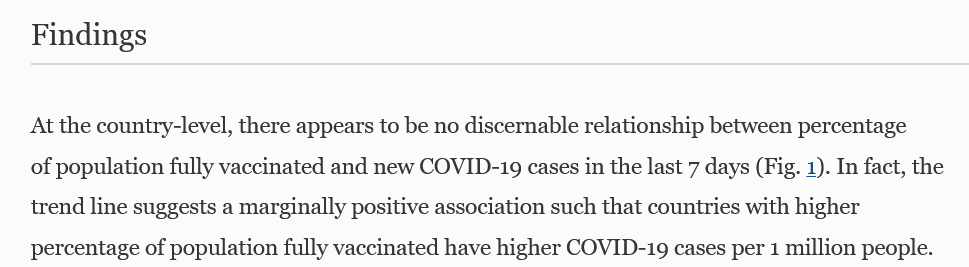 Findings
At the country-level, there appears to be no discernable relationship between percentage
of population fully vaccinated and new COVID-19 cases in the last 7 days (Fig. 1). In fact, the
trend line suggests a marginally positive association such that countries with higher
percentage of population fully vaccinated have higher COVID-19 cases per 1 million people.